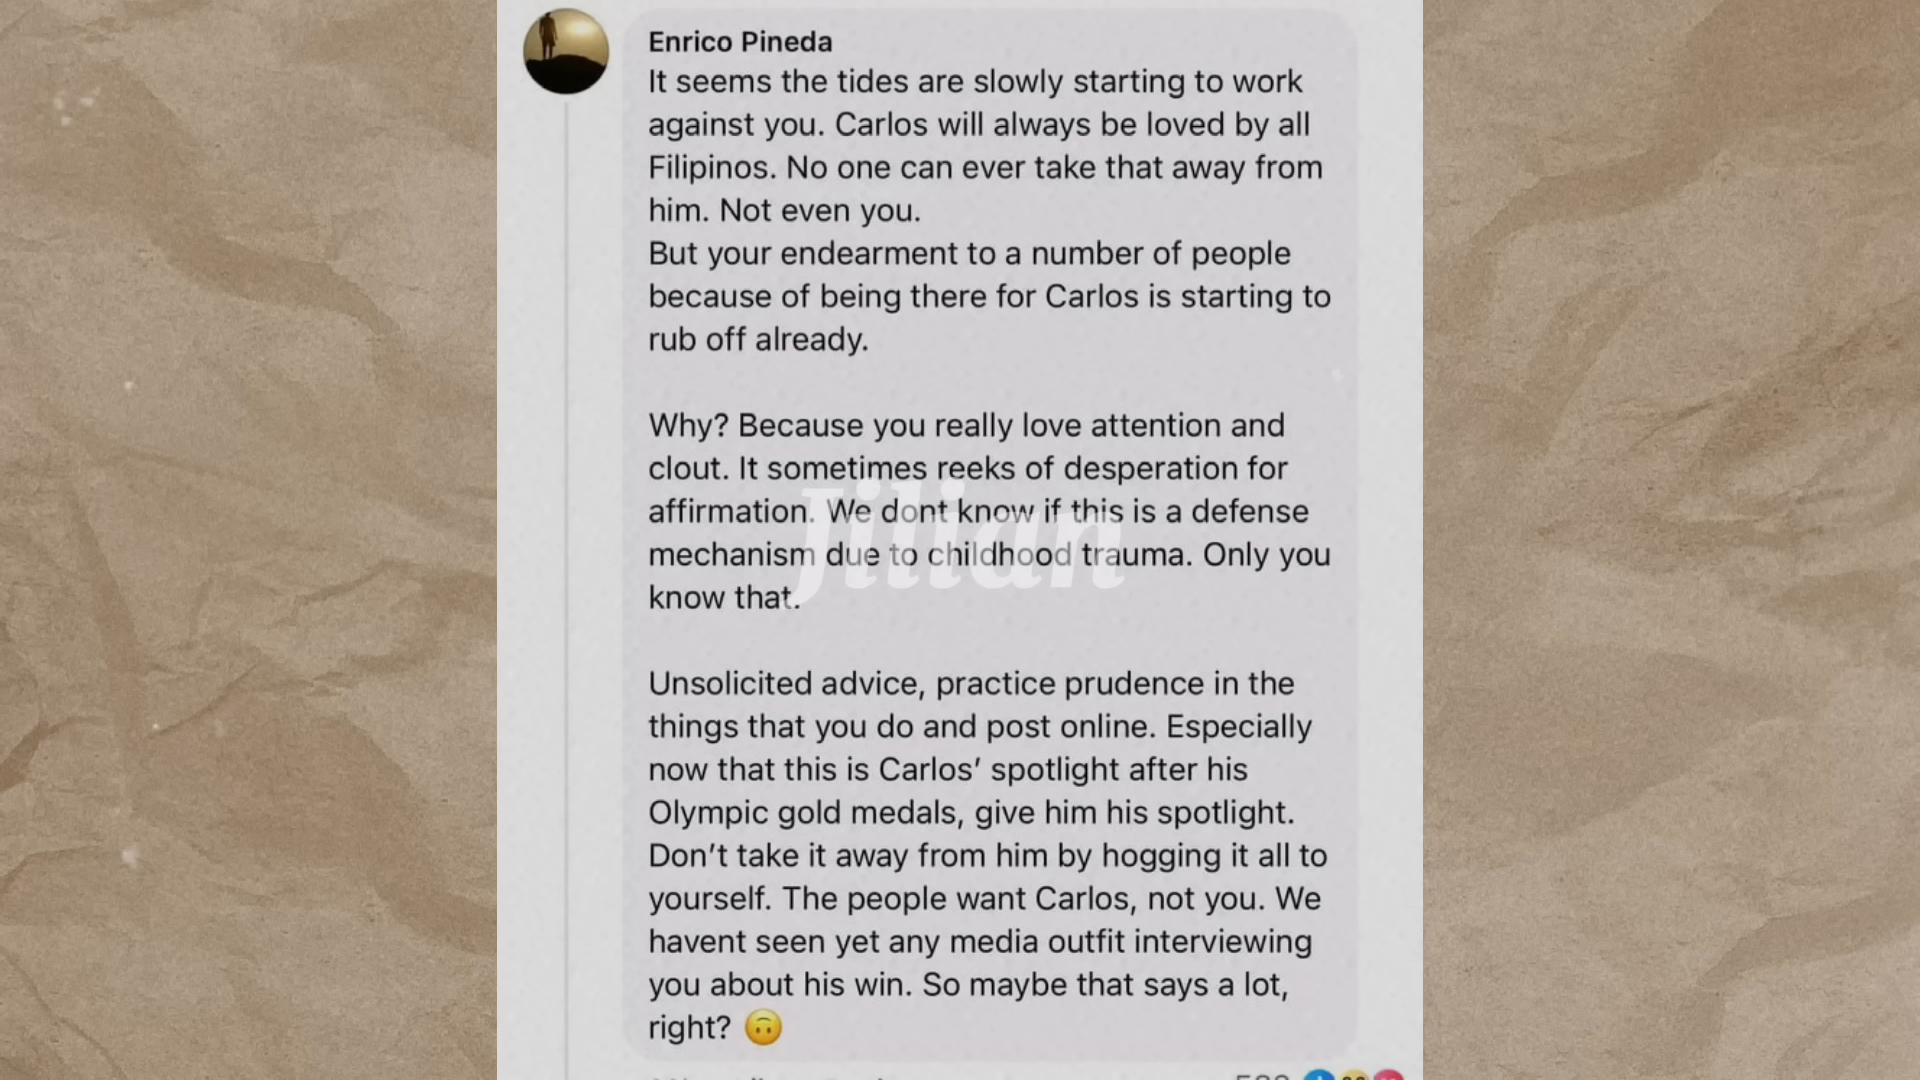 Enrico Pineda
It seems the tides are slowly starting to work
against you. Carlos will always be loved by all
Filipinos. No one can ever take that away from
him. Not even you.
But your endearment to a number of people
because of being there for Carlos is starting to
rub off already.
Why? Because you really love attention and
clout. It sometimes reeks of desperation for
affirmation. We dont know if this is a defense
mechanism due to childhood trauma. Only you
know that.
Jilian
Unsolicited advice, practice prudence in the
things that you do and post online. Especially
now that this is Carlos’ spotlight after his
Olympic gold medals, give him his spotlight.
Don’t take it away from him by hogging it all to
yourself. The people want Carlos, not you. We
havent seen yet any media outfit interviewing
you about his win. So maybe that says a lot,
right? 🙃